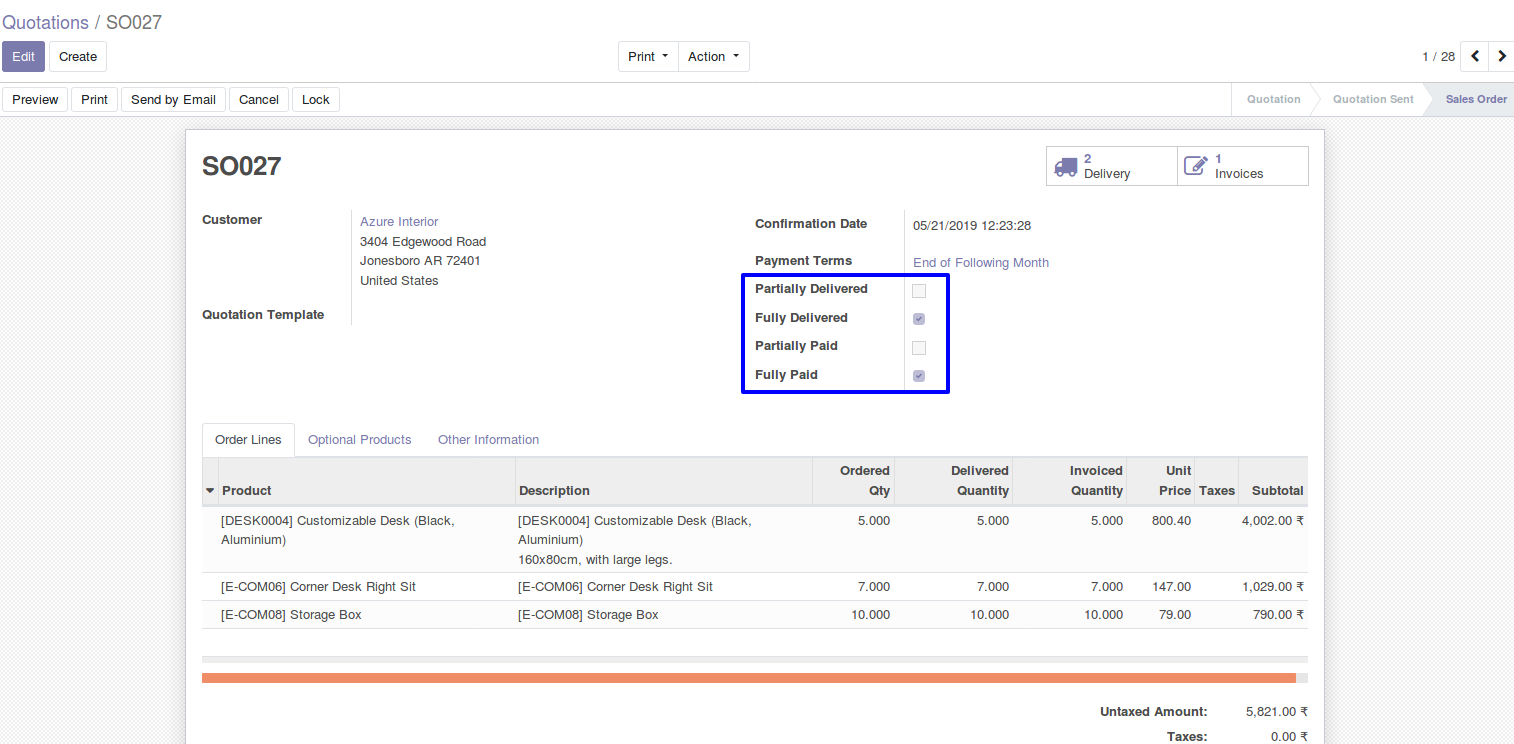 Quotations / SO027
Edit Create Print Action 1 / 28
Preview Print Send by Email Cancel Lock Quotation Quotation Sent Sales Order
SO027
2 Delivery
1 Invoices
Customer
Azure Interior
3404 Edgewood Road
Jonesboro AR 72401
United States
Quotation Template
Confirmation Date 05/21/2019 12:23:28
Payment Terms End of Following Month
Partially Delivered
Fully Delivered
Partially Paid
Fully Paid
Order Lines Optional Products Other Information
Product Description Ordered Qty Delivered Quantity Invoiced Quantity Unit Price Taxes Subtotal
[DESK0004] Customizable Desk (Black, [DESK0004] Customizable Desk (Black, 5.000 5.000 5.000 800.40 4,002.00 ₹
Aluminium) Aluminium)
160x80cm, with large legs.
[E-COM06] Corner Desk Right Sit [E-COM06] Corner Desk Right Sit 7.000 7.000 7.000 147.00 1,029.00 ₹
[E-COM08] Storage Box [E-COM08] Storage Box 10.000 10.000 10.000 79.00 790.00 ₹
Untaxed Amount: 5,821.00 ₹
Taxes: 0.00 ₹